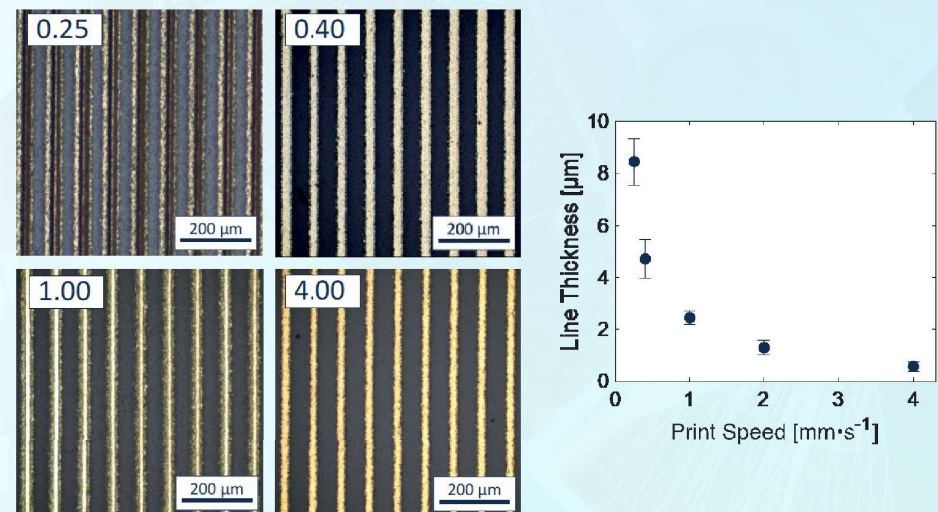 0.25
0.40
200 µm
200 µm
1.00
4.00
200 µm
200 µm
10
8
6
4
2
0
Line Thickness [µm]
0 1 2 3 4
Print Speed [mm·s⁻¹]